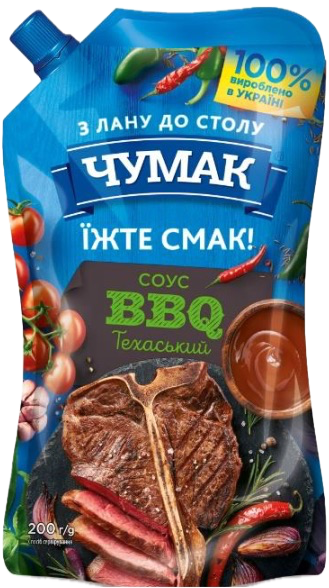 100%
вироблено
в УКРАЇНІ
З ЛАНУ ДО СТОЛУ
ЧУМАК
ЇЖТЕ СМАК!
СОУС
BBQ
Техаський
200 г/g